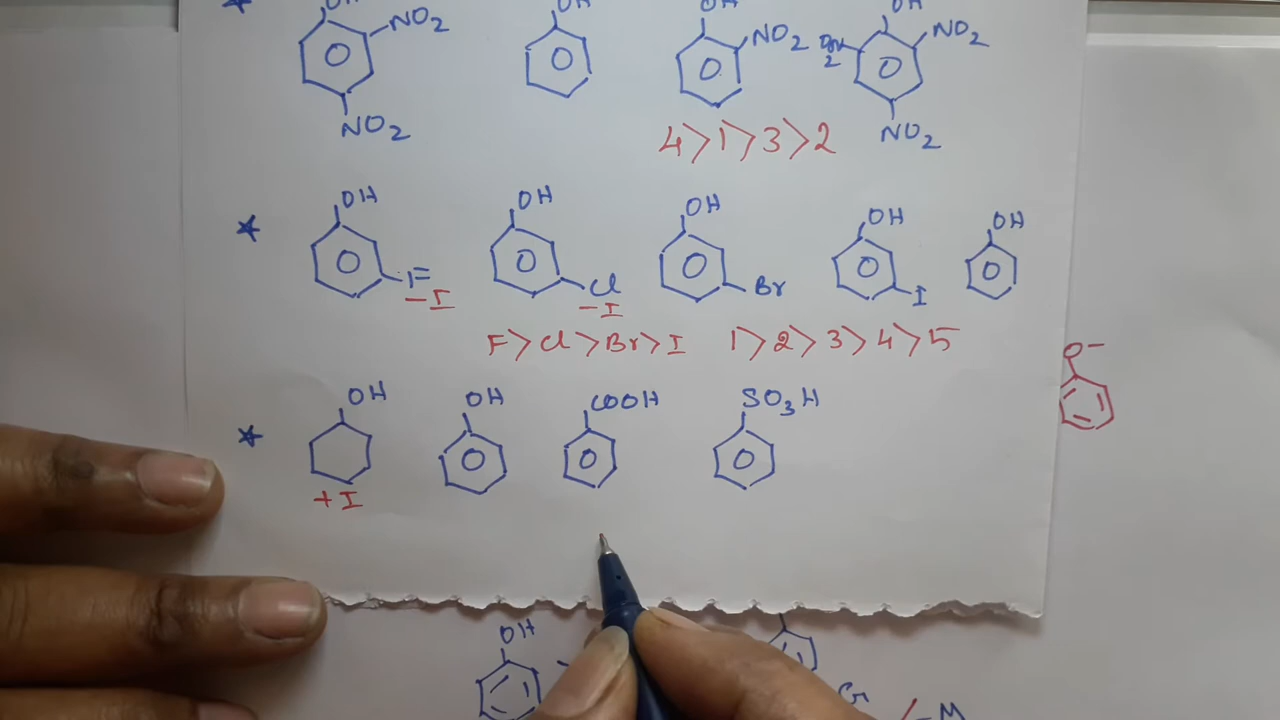 * OH NO2 NO2 OH OH NO2 OH NO2 NO2
4>1>3>2
* OH F -I OH Cl -I OH Br OH I OH
F>Cl>Br>I 1>2>3>4>5
O-
* OH +I OH COOH SO3H
OH
M